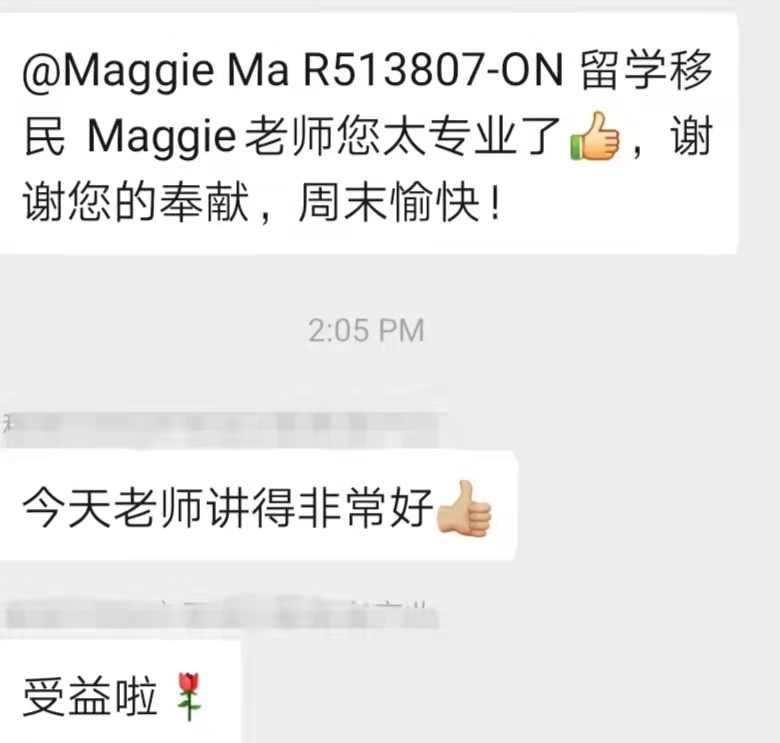 @Maggie Ma R513807-ON 留学移
民 Maggie老师您太专业了👍，谢
谢您的奉献，周末愉快！
2:05 PM
今天老师讲得非常好👍🏼
受益啦🌹